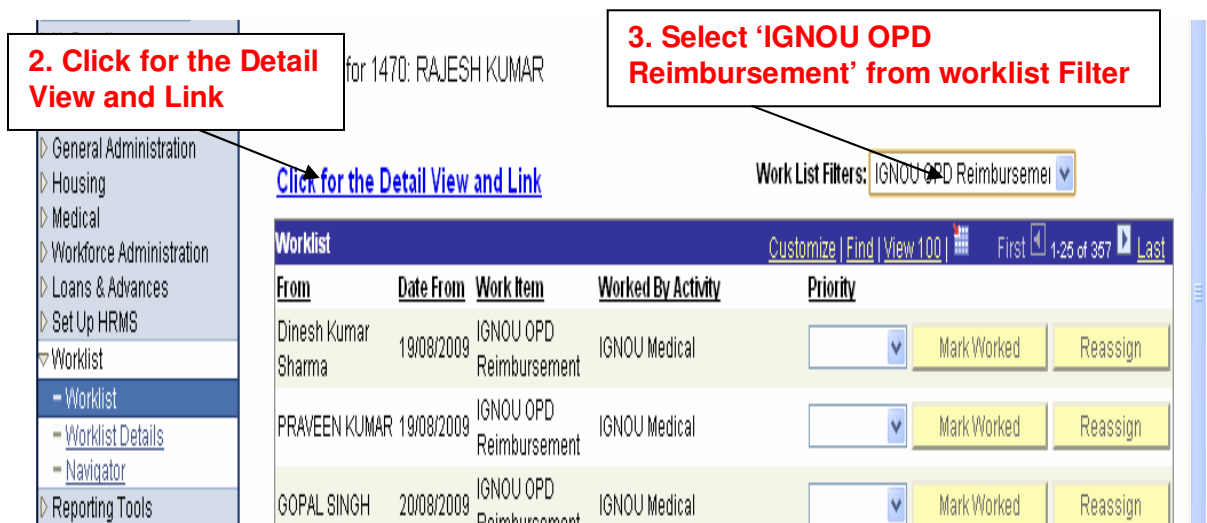 2. Click for the Detail
View and Link
3. Select ‘IGNOU OPD
Reimbursement’ from worklist Filter
for 1470: RAJESH KUMAR
General Administration
Housing
Medical
Workforce Administration
Loans & Advances
Set Up HRMS
Worklist
Worklist
Worklist Details
Navigator
Reporting Tools
Click for the Detail View and Link
Work List Filters: IGNOU OPD Reimbursemei
Worklist Customize | Find | View 100 | First 1-25 of 357 Last
From Date From Work Item Worked By Activity Priority
Dinesh Kumar
Sharma
19/08/2009
IGNOU OPD
Reimbursement
IGNOU Medical Mark Worked Reassign
PRAVEEN KUMAR 19/08/2009
IGNOU OPD
Reimbursement
IGNOU Medical Mark Worked Reassign
GOPAL SINGH 20/08/2009
IGNOU OPD
Reimbursement
IGNOU Medical Mark Worked Reassign